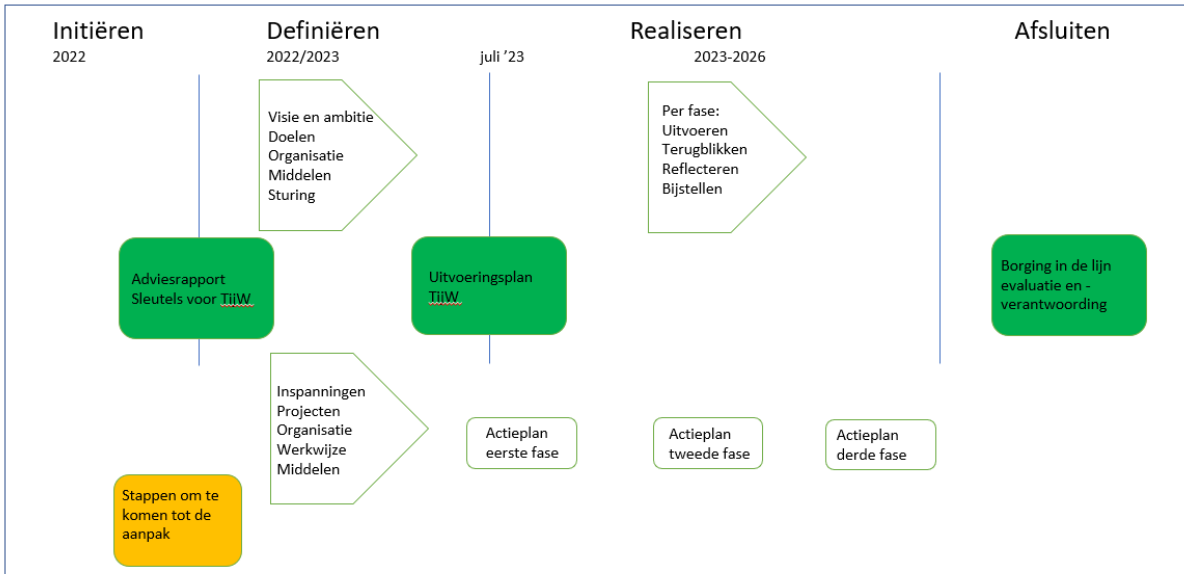 Initiëren
2022
Definiëren
2022/2023
juli '23
Realiseren
2023-2026
Afsluiten
Visie en ambitie
Doelen
Organisatie
Middelen
Sturing
Per fase:
Uitvoeren
Terugblikken
Reflecteren
Bijstellen
Adviesrapport
Sleutels voor TijW
Uitvoeringsplan
TijW
Borging in de lijn
evaluatie en -
verantwoording
Inspanningen
Projecten
Organisatie
Werkwijze
Middelen
Actieplan
eerste fase
Actieplan
tweede fase
Actieplan
derde fase
Stappen om te
komen tot de
aanpak